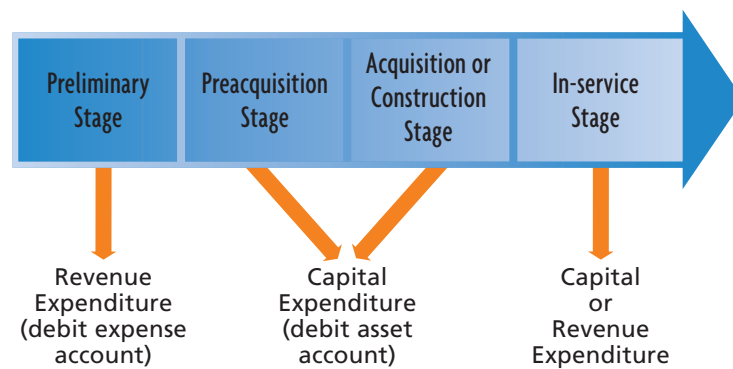 Preliminary
Stage
Preacquisition
Stage
Acquisition or
Construction
Stage
In-service
Stage
Revenue
Expenditure
(debit expense
account)
Capital
Expenditure
(debit asset
account)
Capital
or
Revenue
Expenditure